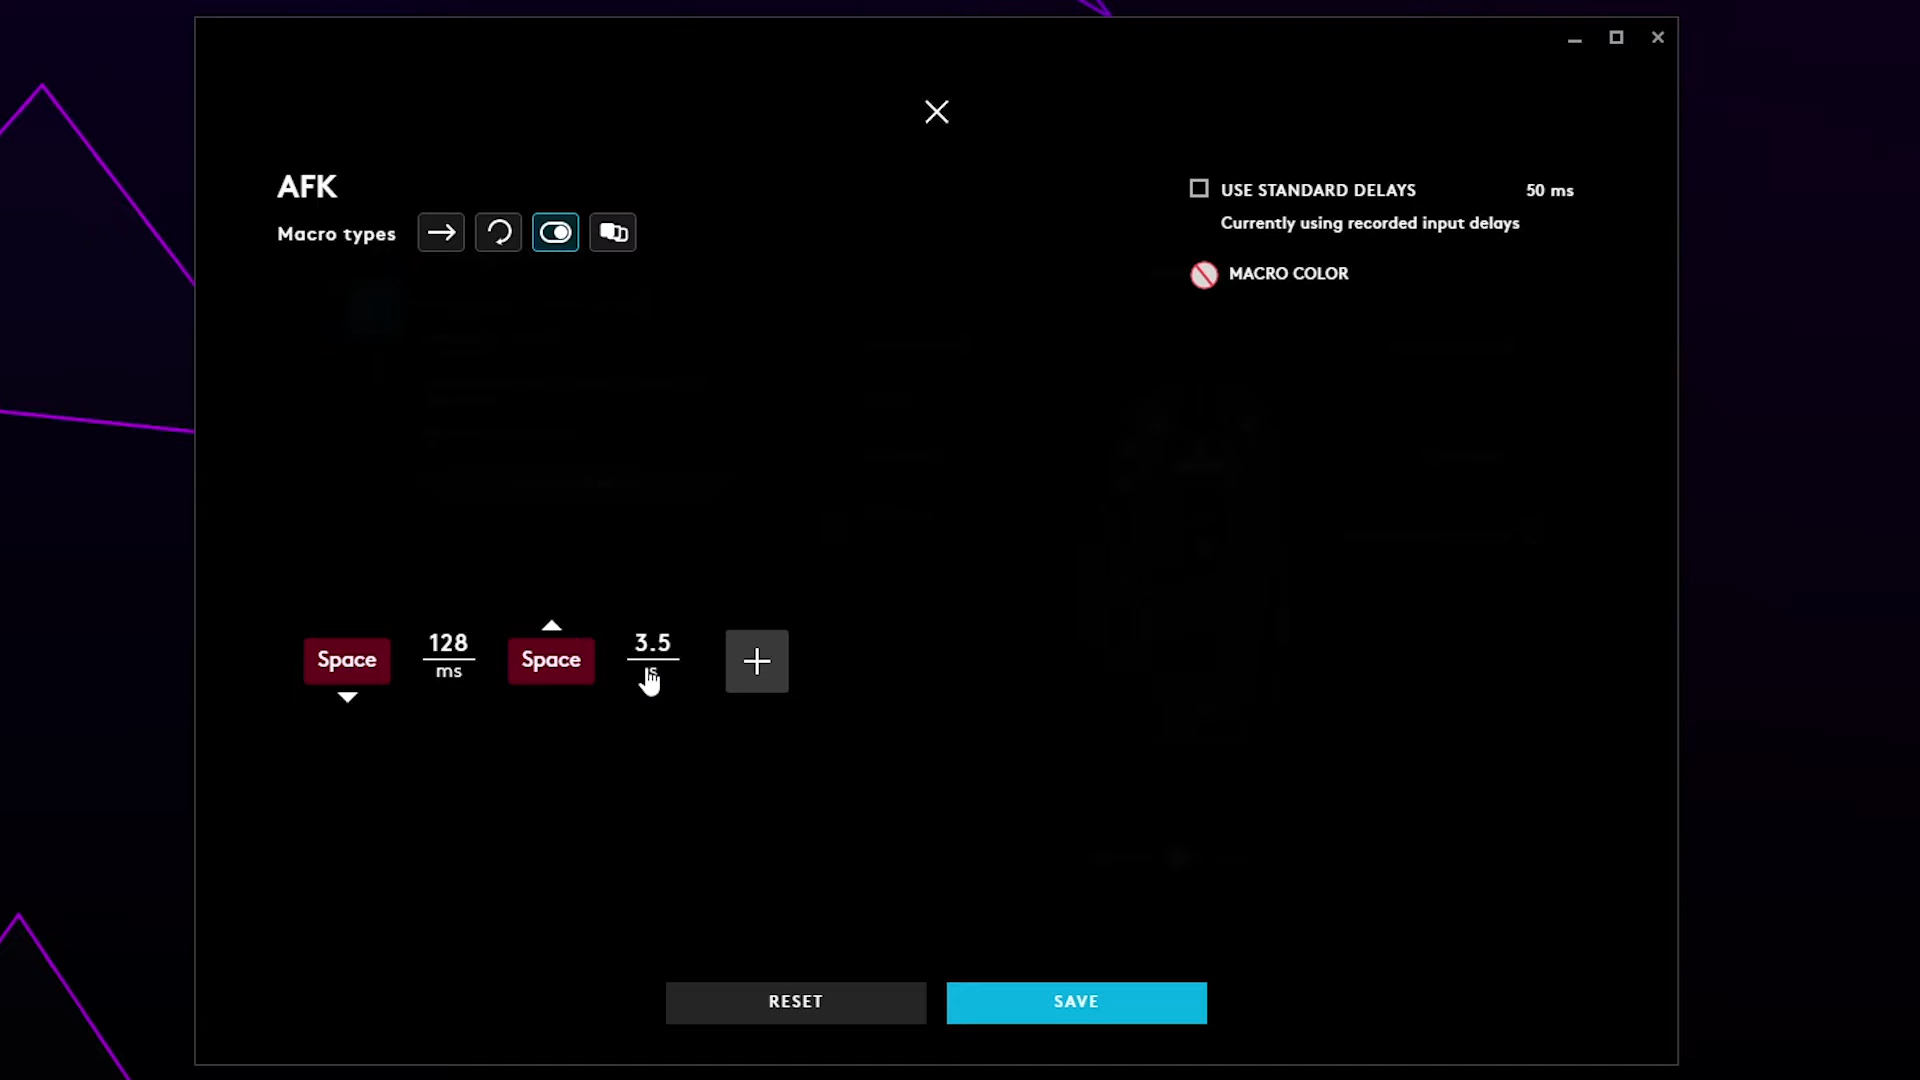 AFK
Macro types
USE STANDARD DELAYS 50 ms
Currently using recorded input delays
MACRO COLOR
Space
128
ms
Space
3.5
s
RESET
SAVE